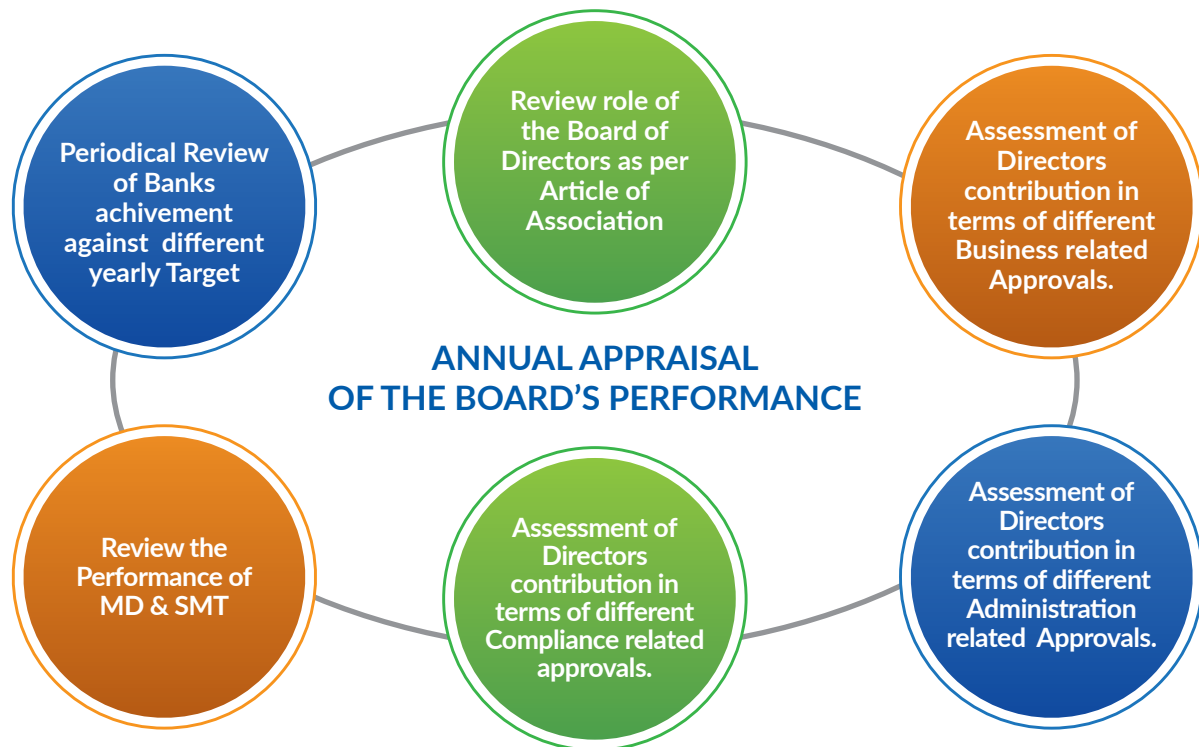 Periodical Review
of Banks
achivement
against different
yearly Target
Review role of
the Board of
Directors as per
Article of
Association
Assessment of
Directors
contribution in
terms of different
Business related
Approvals.
ANNUAL APPRAISAL
OF THE BOARD’S PERFORMANCE
Review the
Performance of
MD & SMT
Assessment of
Directors
contribution in
terms of different
Compliance related
approvals.
Assessment of
Directors
contribution in
terms of different
Administration
related Approvals.